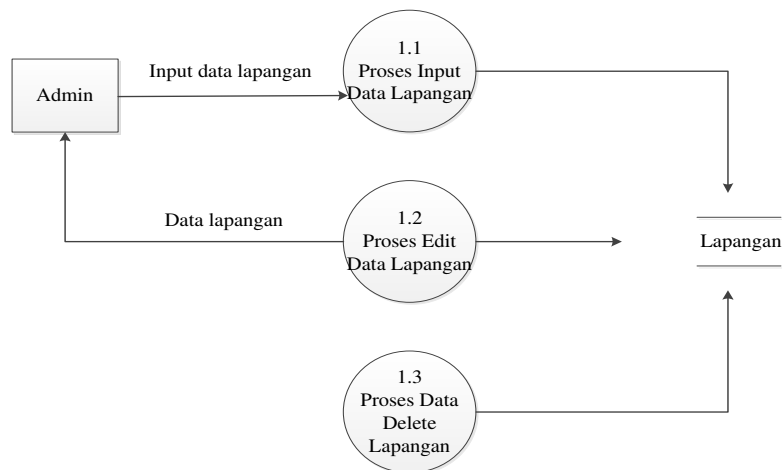 Admin
Input data lapangan
1.1
Proses Input
Data Lapangan
Data lapangan
1.2
Proses Edit
Data Lapangan
Lapangan
1.3
Proses Data
Delete
Lapangan